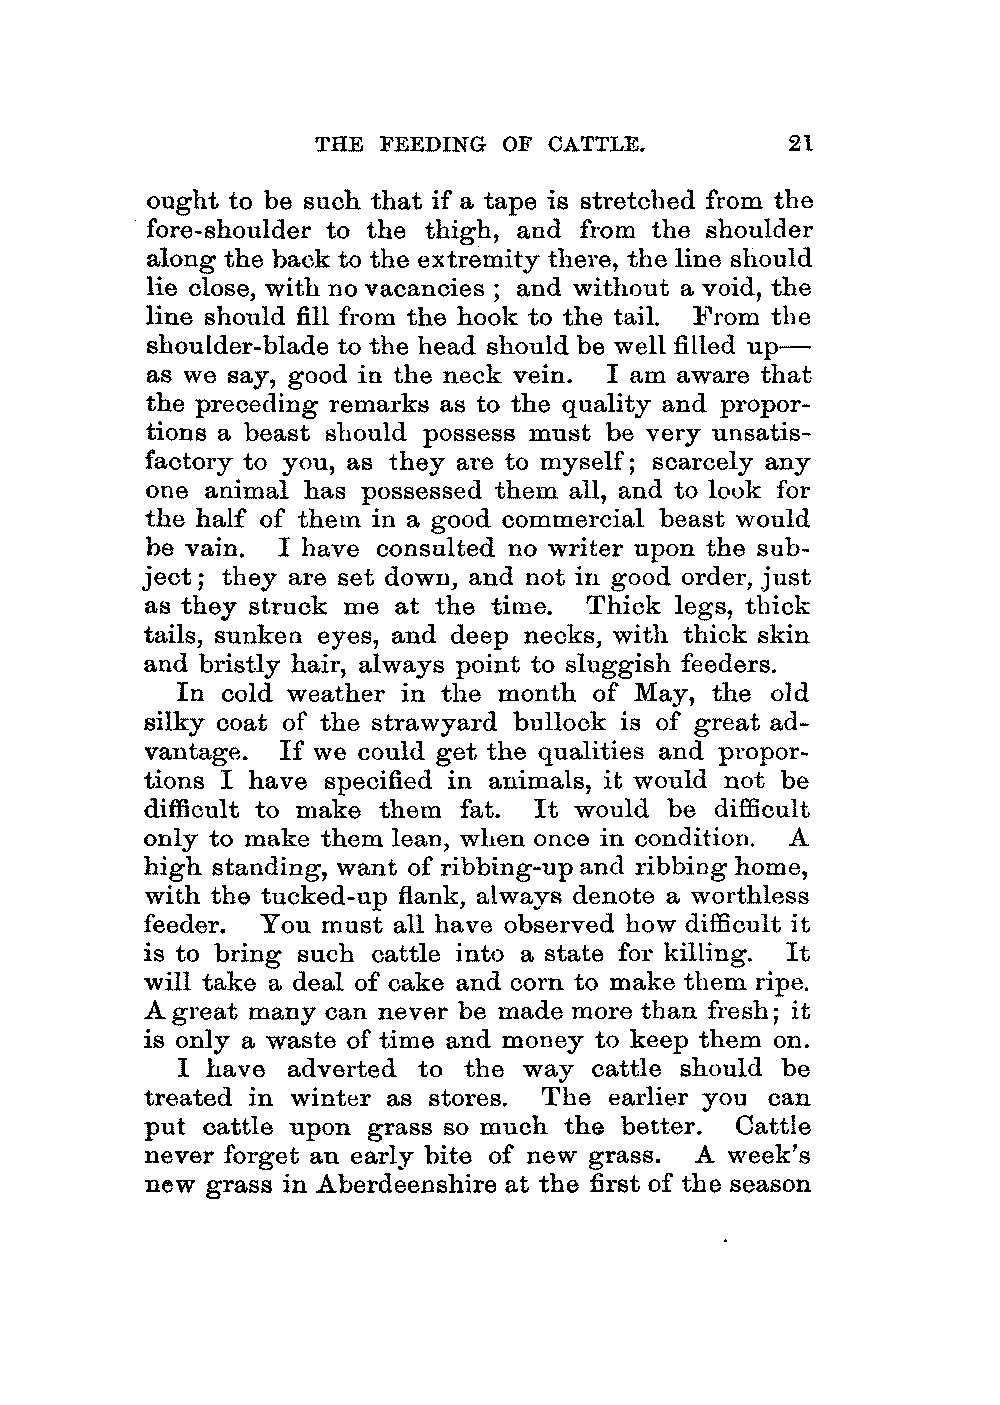 THE FEEDING OF CATTLE. 21
ought to be such that if a tape is stretched from the
fore-shoulder to the thigh, and from the shoulder
along the back to the extremity there, the line should
lie close, with no vacancies ; and without a void, the
line should fill from the hook to the tail. From the
shoulder-blade to the head should be well filled up—
as we say, good in the neck vein. I am aware that
the preceding remarks as to the quality and propor-
tions a beast should possess must be very unsatis-
factory to you, as they are to myself; scarcely any
one animal has possessed them all, and to look for
the half of them in a good commercial beast would
be vain. I have consulted no writer upon the sub-
ject; they are set down, and not in good order, just
as they struck me at the time. Thick legs, thick
tails, sunken eyes, and deep necks, with thick skin
and bristly hair, always point to sluggish feeders.
In cold weather in the month of May, the old
silky coat of the strawyard bullock is of great ad-
vantage. If we could get the qualities and propor-
tions I have specified in animals, it would not be
difficult to make them fat. It would be difficult
only to make them lean, when once in condition. A
high standing, want of ribbing-up and ribbing home,
with the tucked-up flank, always denote a worthless
feeder. You must all have observed how difficult it
is to bring such cattle into a state for killing. It
will take a deal of cake and corn to make them ripe.
A great many can never be made more than fresh; it
is only a waste of time and money to keep them on.
I have adverted to the way cattle should be
treated in winter as stores. The earlier you can
put cattle upon grass so much the better. Cattle
never forget an early bite of new grass. A week's
new grass in Aberdeenshire at the first of the season